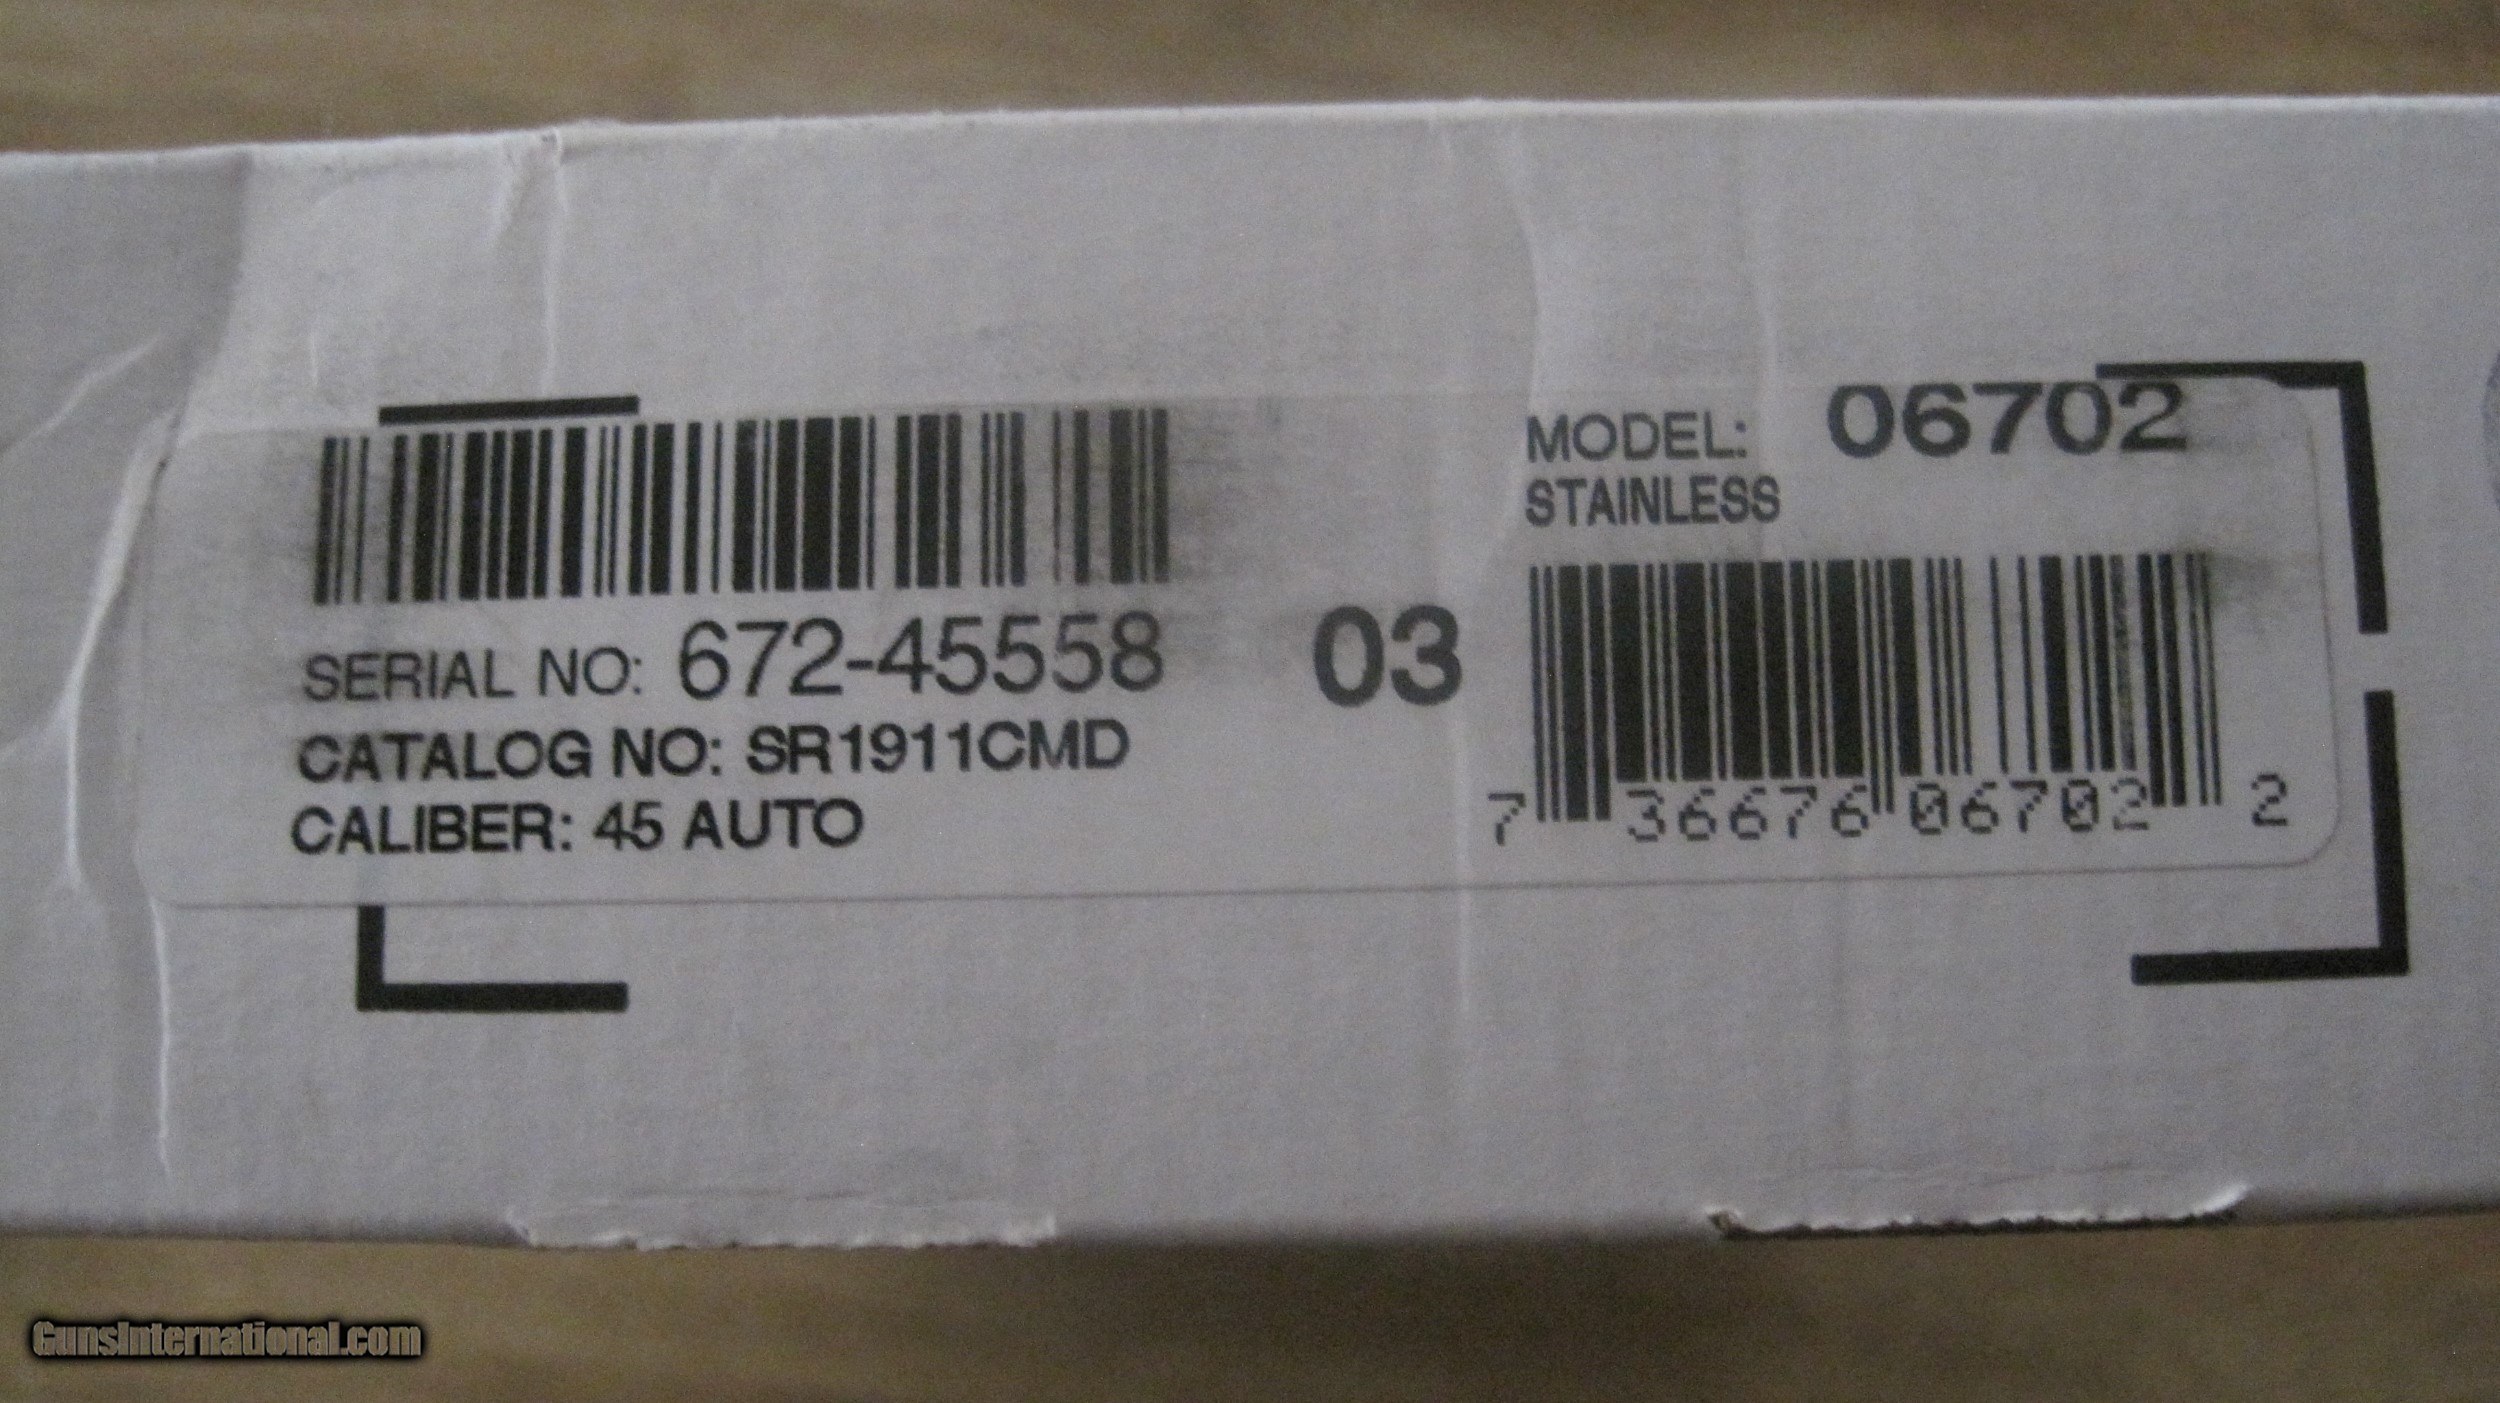 MODEL: 06702
STAINLESS
SERIAL NO: 672-45558
03
CATALOG NO: SR1911CMD
CALIBER: 45 AUTO
7 36676 06702 2
GunsInternational.com